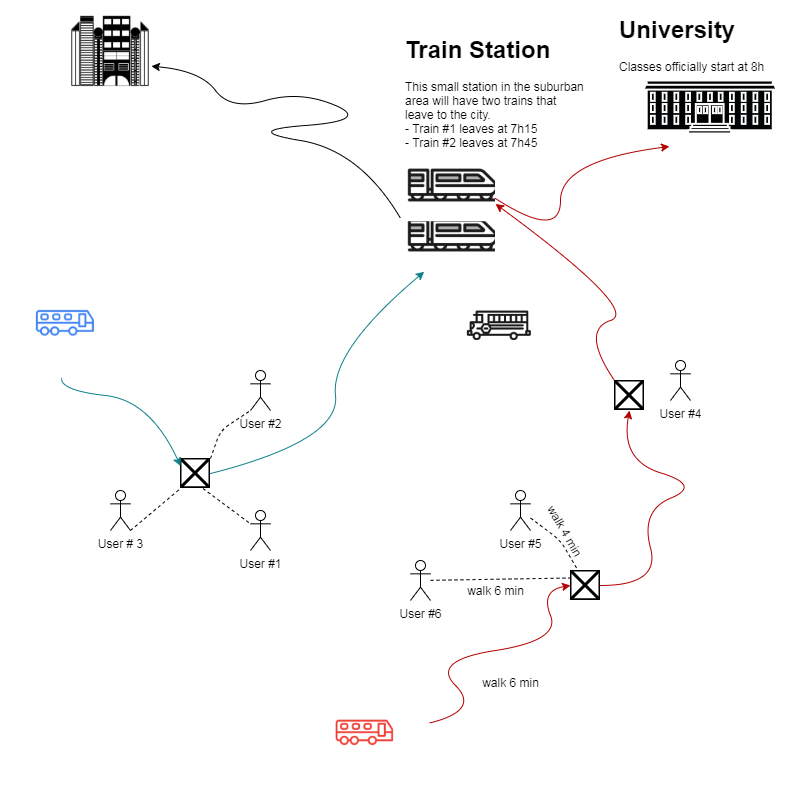 University
Train Station
Classes officially start at 8h
This small station in the suburban
area will have two trains that
leave to the city.
- Train #1 leaves at 7h15
- Train #2 leaves at 7h45
User #2
User #4
User # 3
User #1
walk 4 min
User #5
walk 6 min
User #6
walk 6 min